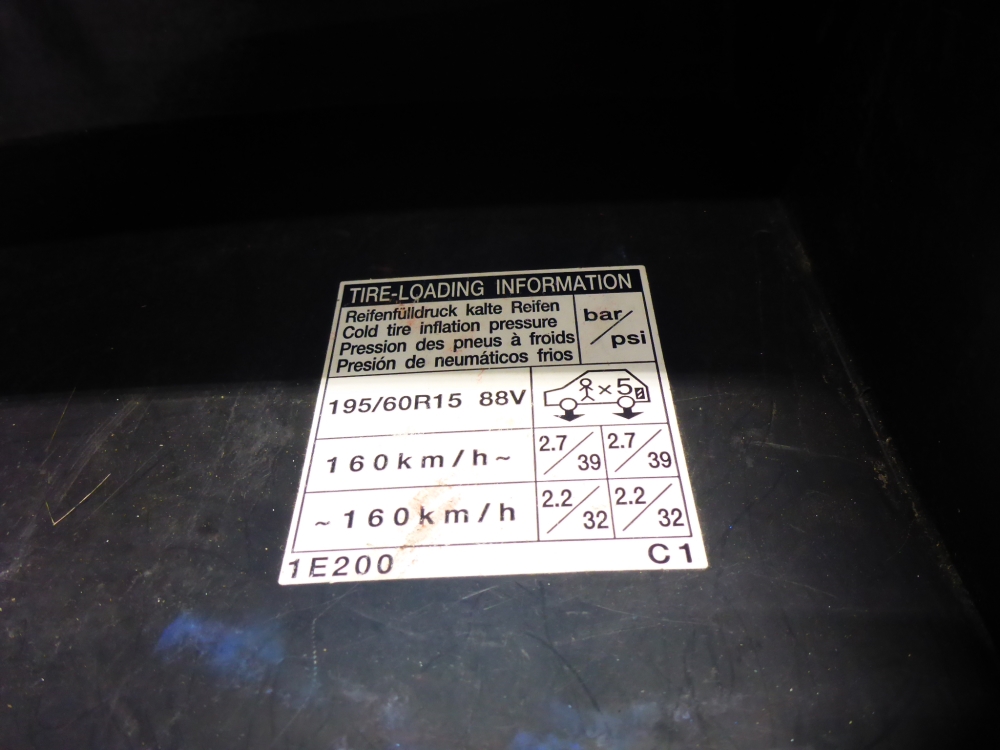 TIRE-LOADING INFORMATION
Reifenfülldruck kalte Reifen
Cold tire inflation pressure
Pression des pneus à froids
Presión de neumáticos frios
bar/psi
195/60R15 88V
×5
160km/h~ 2.7/39 2.7/39
~160km/h 2.2/32 2.2/32
1E200 C1